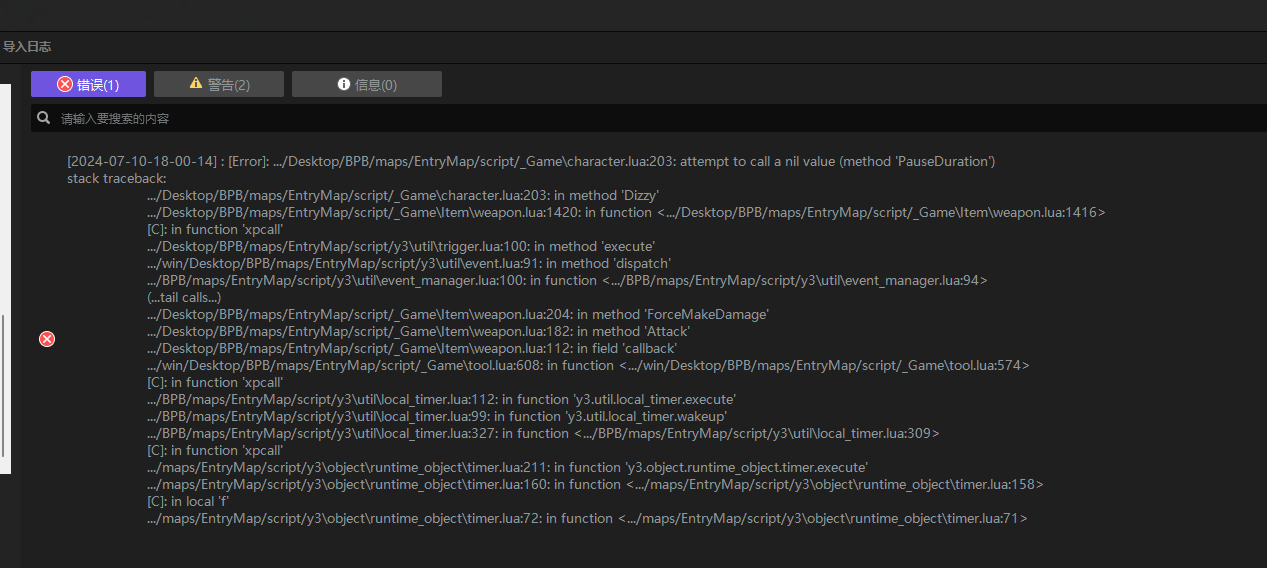 导入日志
错误(1)
警告(2)
信息(0)
请输入要搜索的内容
[2024-07-10-18-00-14] : [Error]: .../Desktop/BPB/maps/EntryMap/script/_Game\character.lua:203: attempt to call a nil value (method 'PauseDuration')
stack traceback:
.../Desktop/BPB/maps/EntryMap/script/_Game\character.lua:203: in method 'Dizzy'
.../Desktop/BPB/maps/EntryMap/script/_Game\Item\weapon.lua:1420: in function <.../Desktop/BPB/maps/EntryMap/script/_Game\Item\weapon.lua:1416>
[C]: in function 'xpcall'
.../Desktop/BPB/maps/EntryMap/script/y3\util\trigger.lua:100: in method 'execute'
.../win/Desktop/BPB/maps/EntryMap/script/y3\util\event.lua:91: in method 'dispatch'
.../BPB/maps/EntryMap/script/y3\util\event_manager.lua:100: in function <.../BPB/maps/EntryMap/script/y3\util\event_manager.lua:94>
(...tail calls...)
.../Desktop/BPB/maps/EntryMap/script/_Game\Item\weapon.lua:204: in method 'ForceMakeDamage'
.../Desktop/BPB/maps/EntryMap/script/_Game\Item\weapon.lua:182: in method 'Attack'
.../Desktop/BPB/maps/EntryMap/script/_Game\Item\weapon.lua:112: in field 'callback'
.../win/Desktop/BPB/maps/EntryMap/script/_Game\tool.lua:608: in function <.../win/Desktop/BPB/maps/EntryMap/script/_Game\tool.lua:574>
[C]: in function 'xpcall'
.../BPB/maps/EntryMap/script/y3\util\local_timer.lua:112: in function 'y3.util.local_timer.execute'
.../BPB/maps/EntryMap/script/y3\util\local_timer.lua:99: in function 'y3.util.local_timer.wakeup'
.../BPB/maps/EntryMap/script/y3\util\local_timer.lua:327: in function <.../BPB/maps/EntryMap/script/y3\util\local_timer.lua:309>
[C]: in function 'xpcall'
.../maps/EntryMap/script/y3\object\runtime_object\timer.lua:211: in function 'y3.object.runtime_object.timer.execute'
.../maps/EntryMap/script/y3\object\runtime_object\timer.lua:160: in function <.../maps/EntryMap/script/y3\object\runtime_object\timer.lua:158>
[C]: in local 'f'
.../maps/EntryMap/script/y3\object\runtime_object\timer.lua:72: in function <.../maps/EntryMap/script/y3\object\runtime_object\timer.lua:71>